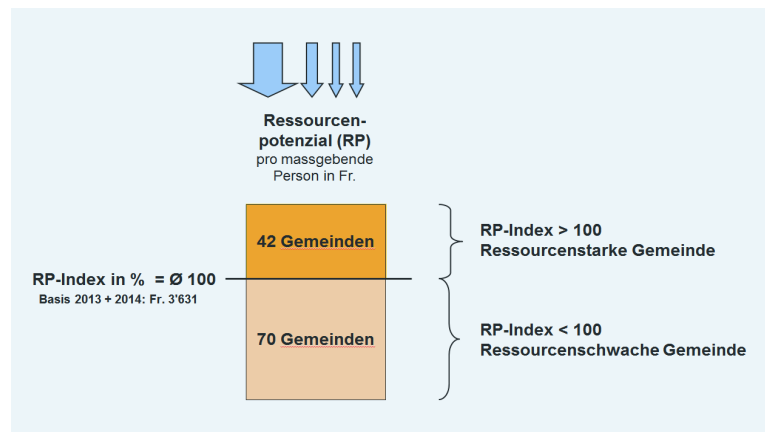 Ressourcen-
potenzial (RP)
pro massgebende
Person in Fr.
42 Gemeinden
RP-Index > 100
Ressourcenstarke Gemeinde
RP-Index in % = Ø 100
Basis 2013 + 2014: Fr. 3'631
70 Gemeinden
RP-Index < 100
Ressourcenschwache Gemeinde